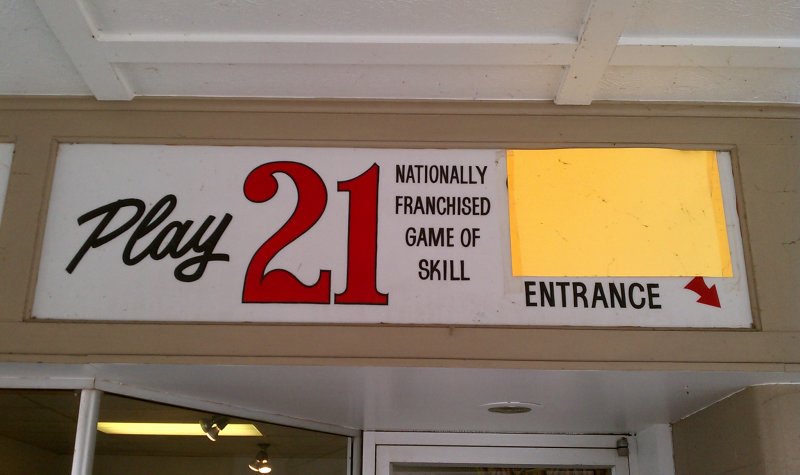 Play 21
NATIONALLY
FRANCHISED
GAME OF
SKILL
ENTRANCE